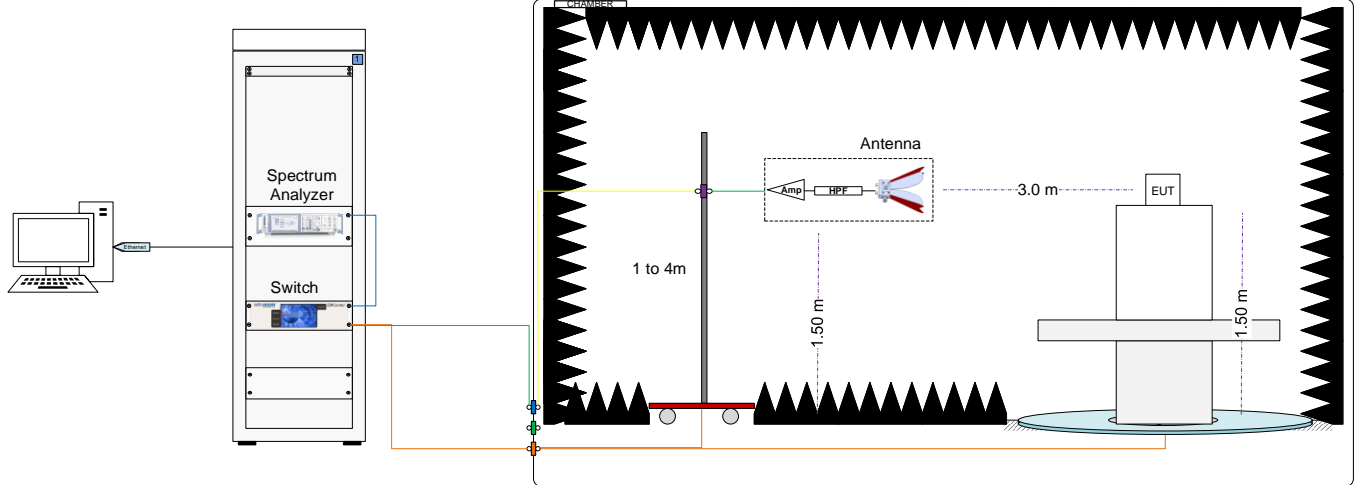 CHAMBER
1
Antenna
Spectrum
Analyzer
Amp
HPF
3.0 m
EUT
Ethernet
1 to 4m
Switch
1.50 m
1.50 m